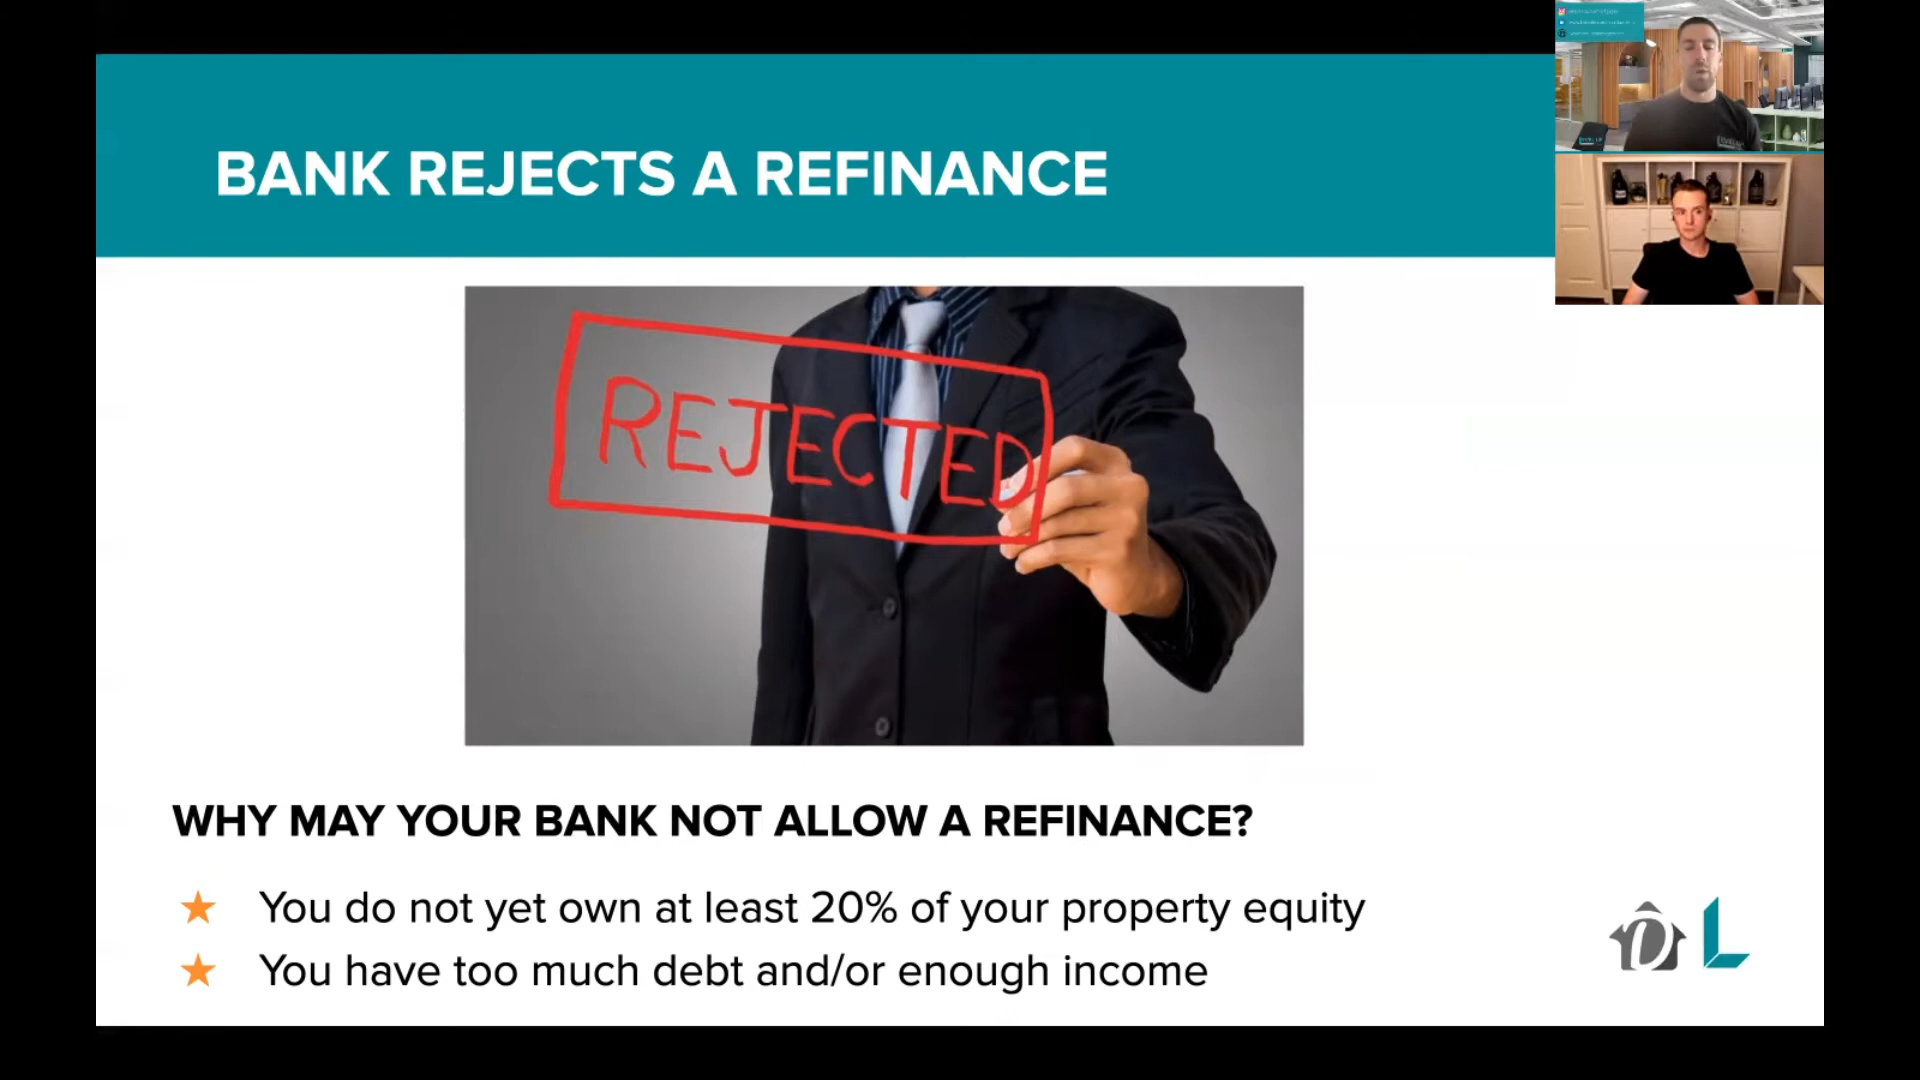 BANK REJECTS A REFINANCE
REJECTED
WHY MAY YOUR BANK NOT ALLOW A REFINANCE?
You do not yet own at least 20% of your property equity
You have too much debt and/or enough income
D L